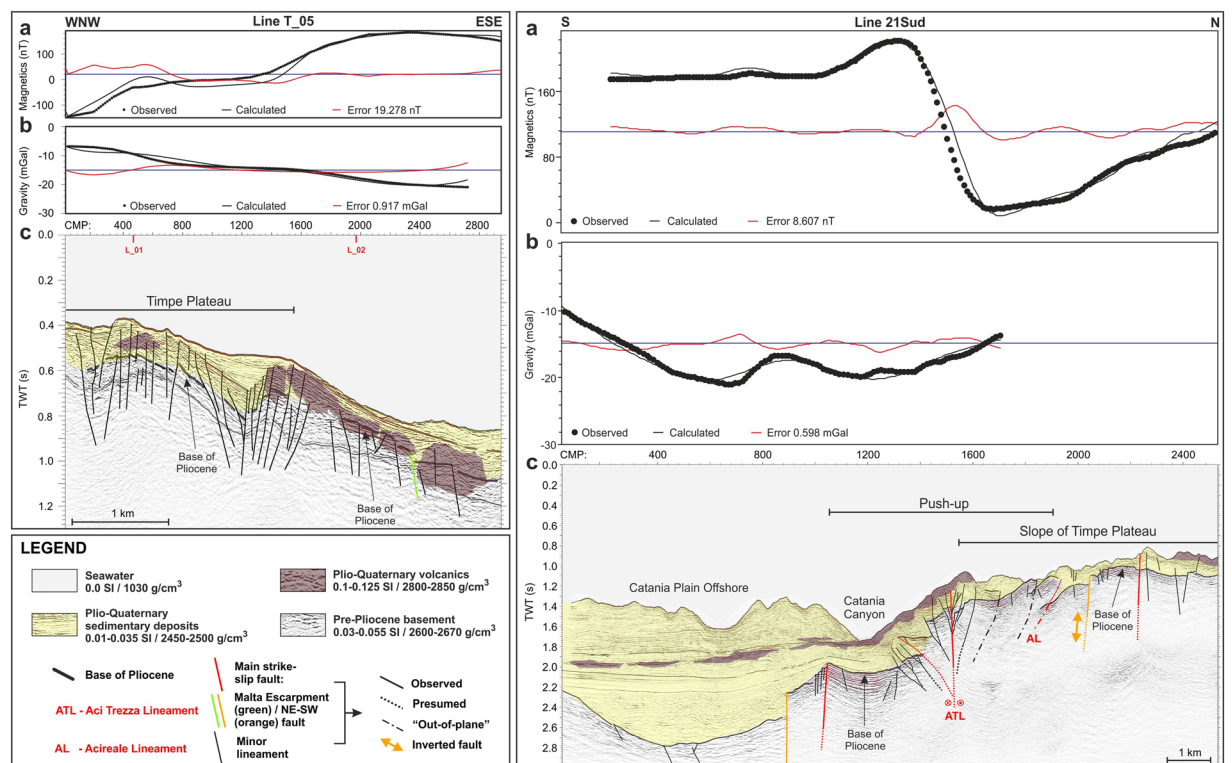 WNW
Line T_05
ESE
a
Magnetics (nT)
100
0
-100
Observed
Calculated
Error 19.278 nT
b
Gravity (mGal)
0
-10
-20
-30
Observed
Calculated
Error 0.917 mGal
CMP: 400 800 1200 1600 2000 2400 2800
c
L_01
L_02
TWT (s)
0.0
0.2
0.4
0.6
0.8
1.0
1.2
Timpe Plateau
Base of
Pliocene
Base of
Pliocene
1 km
LEGEND
Seawater
0.0 SI / 1030 g/cm³
Plio-Quaternary volcanics
0.1-0.125 SI / 2800-2850 g/cm³
Plio-Quaternary
sedimentary deposits
0.01-0.035 SI / 2450-2500 g/cm³
Pre-Pliocene basement
0.03-0.055 SI / 2600-2670 g/cm³
Base of Pliocene
ATL - Aci Trezza Lineament
AL - Acireale Lineament
Main strike-
slip fault:
Malta Escarpment
(green) / NE-SW
(orange) fault
Minor
lineament
Observed
Presumed
“Out-of-plane”
Inverted fault
S
Line 21Sud
N
a
Magnetics (nT)
160
80
0
Observed
Calculated
Error 8.607 nT
b
Gravity (mGal)
0
-10
-20
-30
Observed
Calculated
Error 0.598 mGal
CMP: 400 800 1200 1600 2000 2400
c
TWT (s)
0.0
0.2
0.4
0.6
0.8
1.0
1.2
1.4
1.6
1.8
2.0
2.2
2.4
2.6
2.8
Push-up
Slope of Timpe Plateau
Catania Plain Offshore
Catania
Canyon
AL
Base of
Pliocene
ATL
Base of
Pliocene
1 km